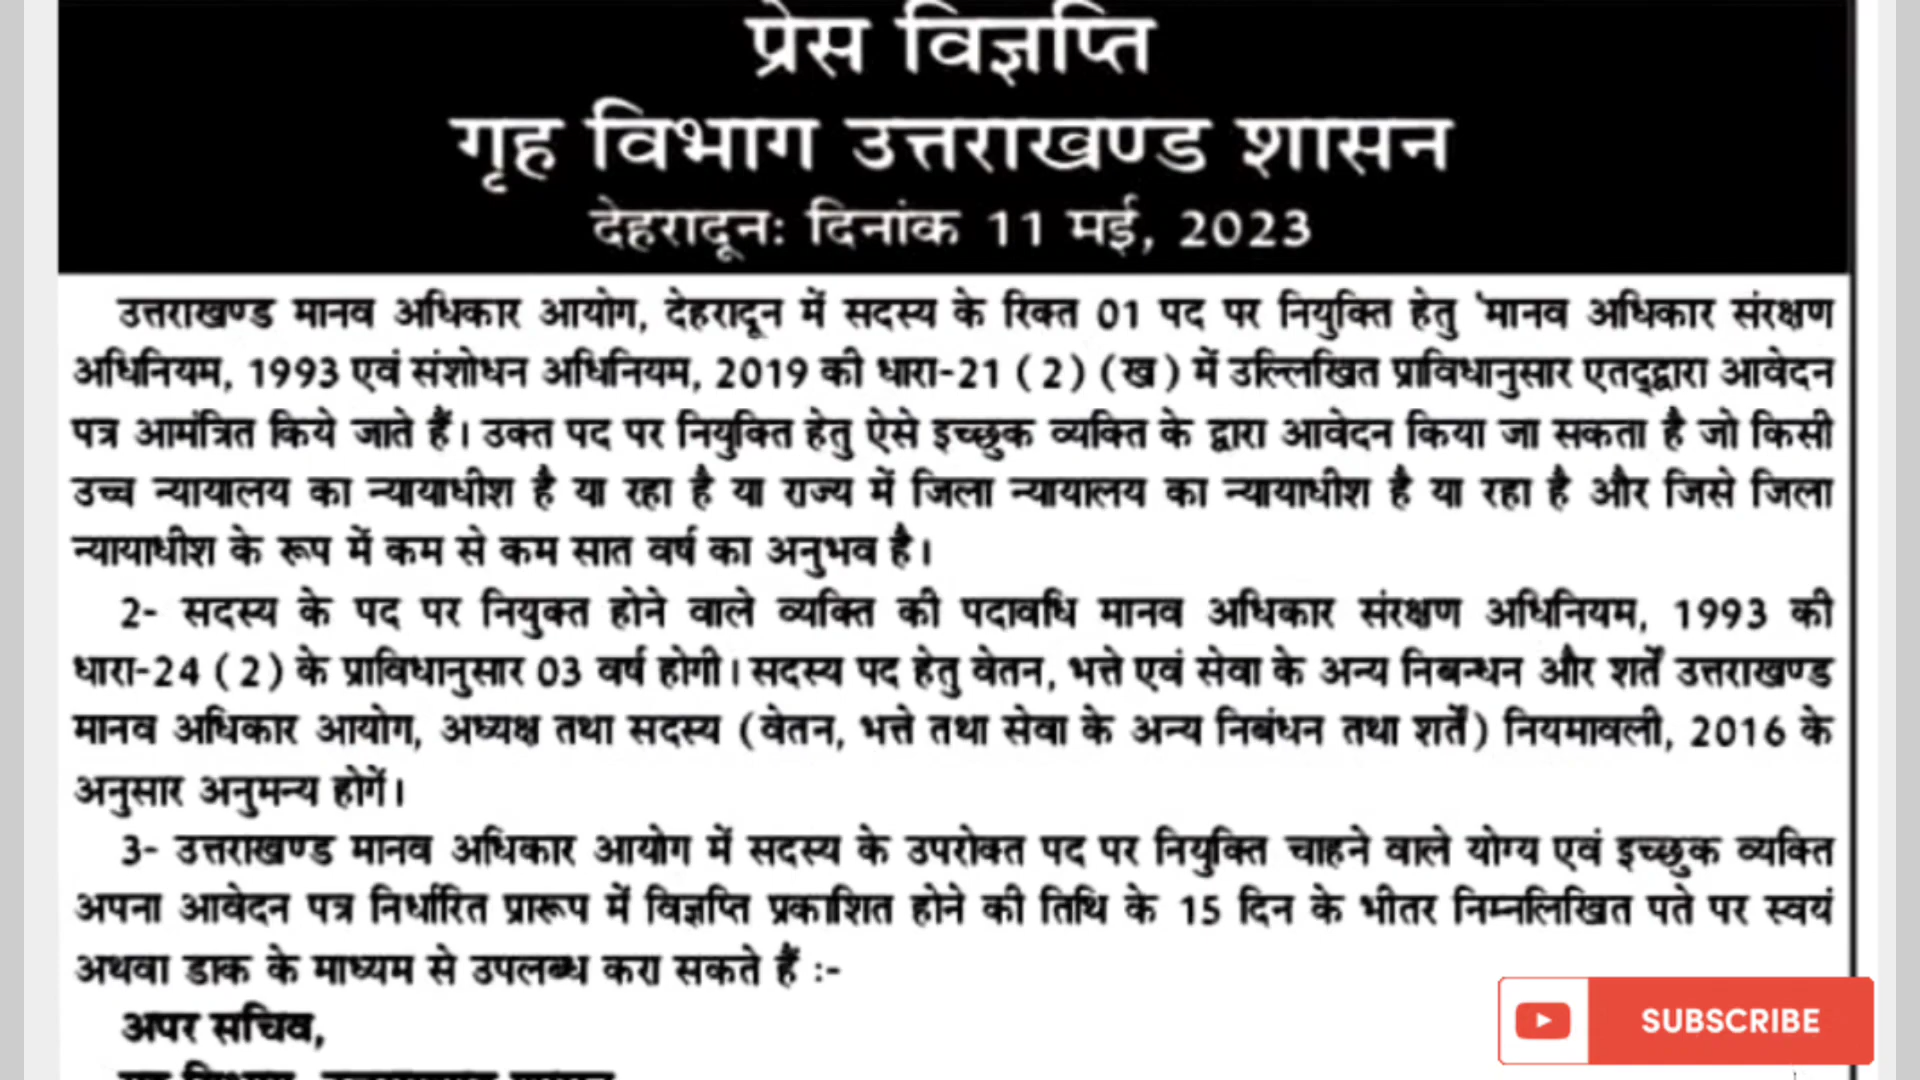 प्रेस विज्ञप्ति
गृह विभाग उत्तराखण्ड शासन
देहरादूनः दिनांक 11 मई, 2023
उत्तराखण्ड मानव अधिकार आयोग, देहरादून में सदस्य के रिक्त 01 पद पर नियुक्ति हेतु 'मानव अधिकार संरक्षण
अधिनियम, 1993 एवं संशोधन अधिनियम, 2019 की धारा-21 (2) (ख) में उल्लिखित प्राविधानुसार एतद्द्वारा आवेदन
पत्र आमंत्रित किये जाते हैं। उक्त पद पर नियुक्ति हेतु ऐसे इच्छुक व्यक्ति के द्वारा आवेदन किया जा सकता है जो किसी
उच्च न्यायालय का न्यायाधीश है या रहा है या राज्य में जिला न्यायालय का न्यायाधीश है या रहा है और जिसे जिला
न्यायाधीश के रूप में कम से कम सात वर्ष का अनुभव है।
2- सदस्य के पद पर नियुक्त होने वाले व्यक्ति की पदावधि मानव अधिकार संरक्षण अधिनियम, 1993 की
धारा-24 (2) के प्राविधानुसार 03 वर्ष होगी। सदस्य पद हेतु वेतन, भत्ते एवं सेवा के अन्य निबन्धन और शर्तें उत्तराखण्ड
मानव अधिकार आयोग, अध्यक्ष तथा सदस्य (वेतन, भत्ते तथा सेवा के अन्य निबंधन तथा शर्तें) नियमावली, 2016 के
अनुसार अनुमन्य होगें।
3- उत्तराखण्ड मानव अधिकार आयोग में सदस्य के उपरोक्त पद पर नियुक्ति चाहने वाले योग्य एवं इच्छुक व्यक्ति
अपना आवेदन पत्र निर्धारित प्रारूप में विज्ञप्ति प्रकाशित होने की तिथि के 15 दिन के भीतर निम्नलिखित पते पर स्वयं
अथवा डाक के माध्यम से उपलब्ध करा सकते हैं :-
अपर सचिव,
SUBSCRIBE